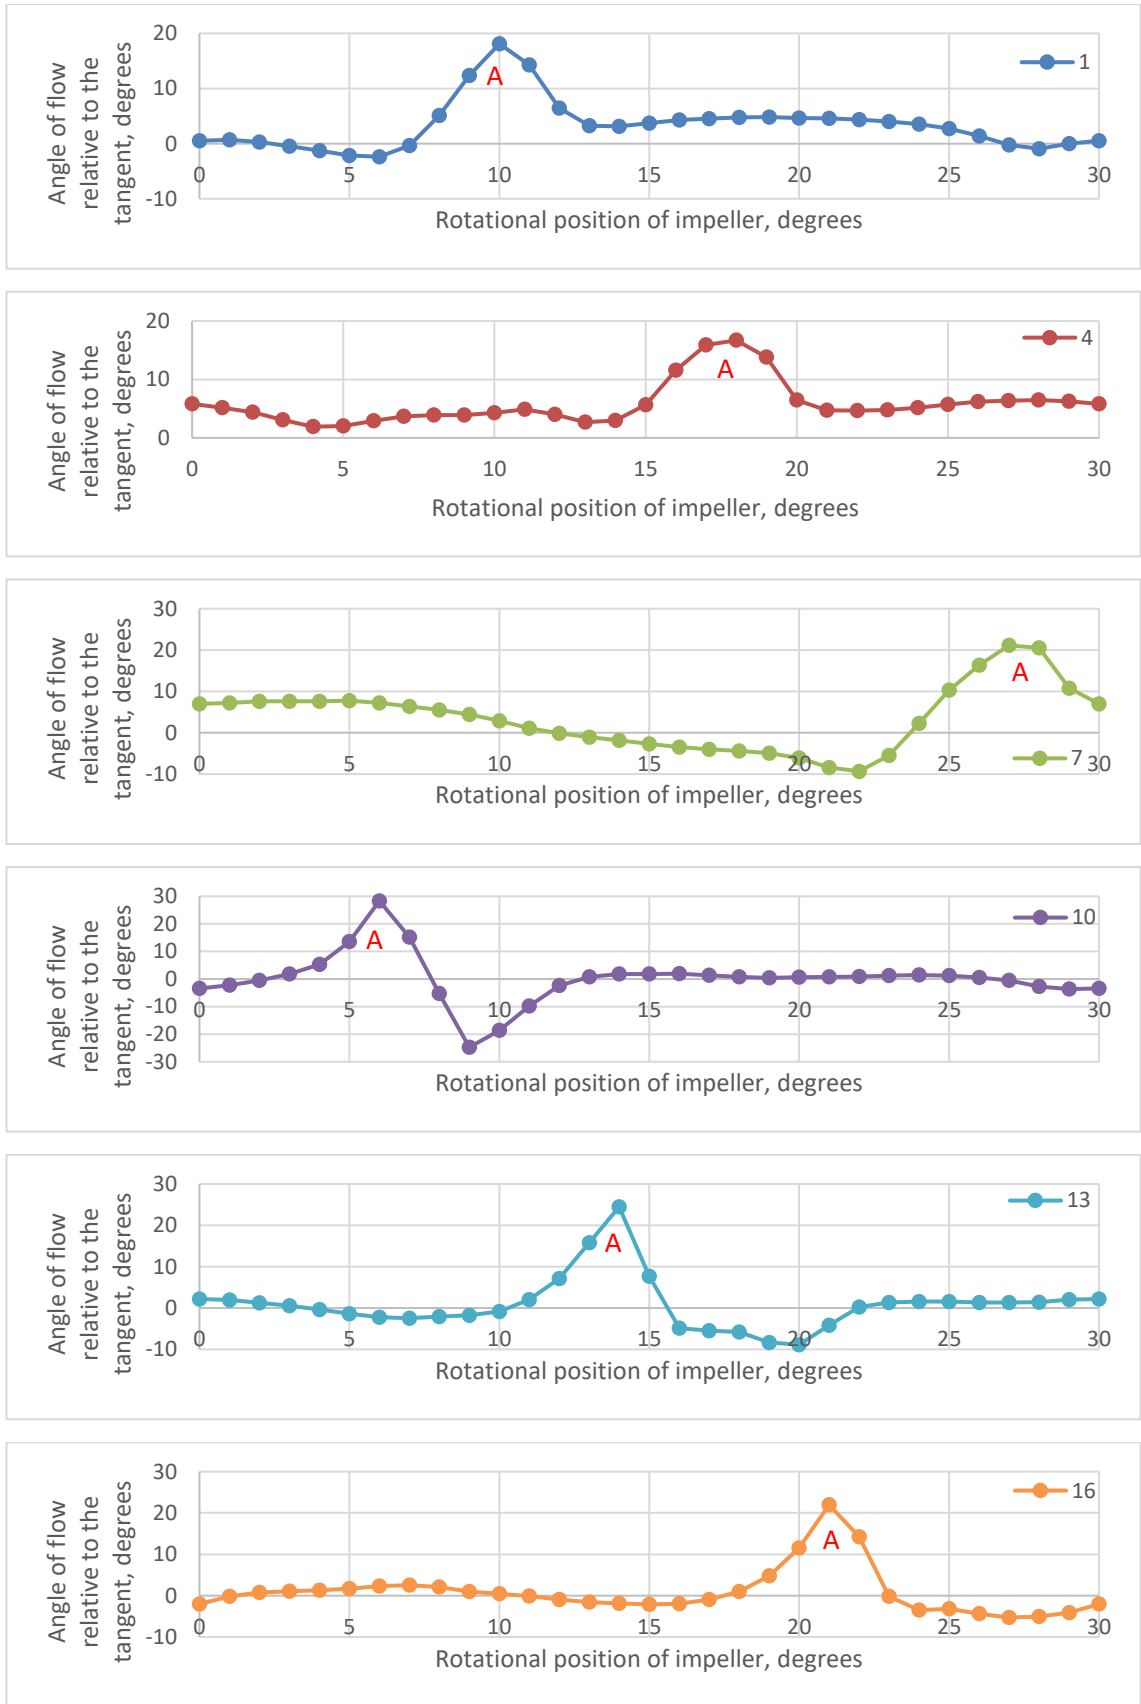 Angle of flow
relative to the
tangent, degrees
20
10
0
-10
A
1
0 5 10 15 20 25 30
Rotational position of impeller, degrees
Angle of flow
relative to the
tangent, degrees
20
10
0
A
4
0 5 10 15 20 25 30
Rotational position of impeller, degrees
Angle of flow
relative to the
tangent, degrees
30
20
10
0
-10
A
7
0 5 10 15 20 25 30
Rotational position of impeller, degrees
Angle of flow
relative to the
tangent, degrees
30
20
10
0
-10
-20
-30
A
10
0 5 10 15 20 25 30
Rotational position of impeller, degrees
Angle of flow
relative to the
tangent, degrees
30
20
10
0
-10
A
13
0 5 10 15 20 25 30
Rotational position of impeller, degrees
Angle of flow
relative to the
tangent, degrees
30
20
10
0
-10
A
16
0 5 10 15 20 25 30
Rotational position of impeller, degrees